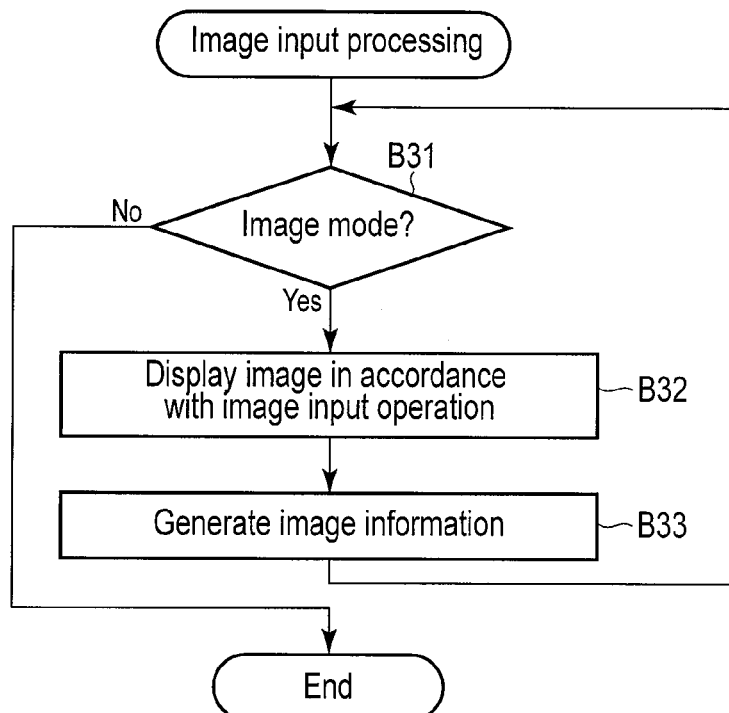 Image input processing
B31
No
Image mode?
Yes
Display image in accordance
with image input operation
B32
Generate image information
B33
End